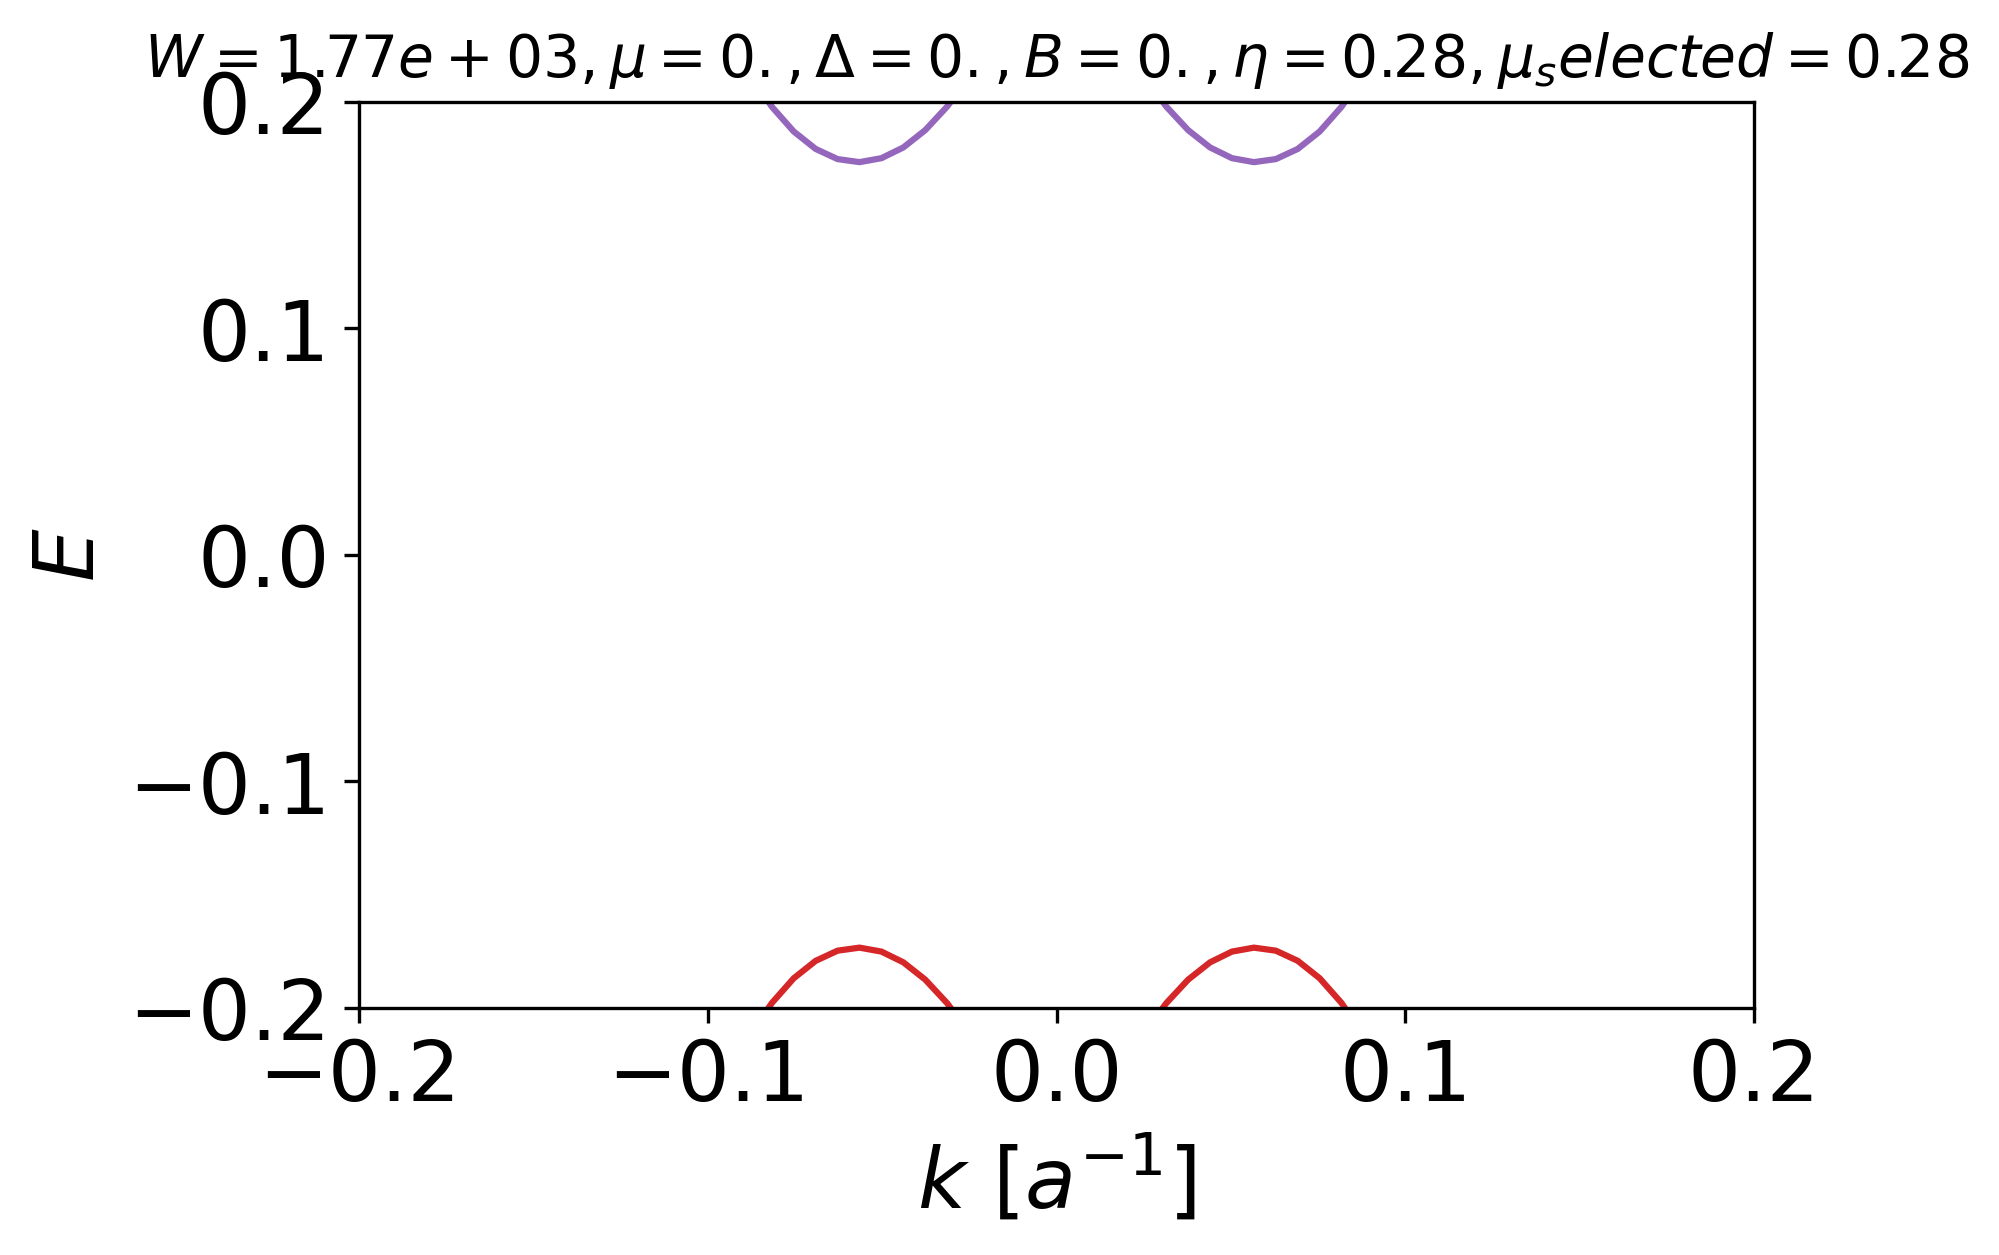 W = 1.77e + 03, μ = 0. , Δ = 0. , B = 0. , η = 0.28, μₛelected = 0.28
0.2
0.1
0.0
−0.1
−0.2
E
−0.2 −0.1 0.0 0.1 0.2
k [a⁻¹]